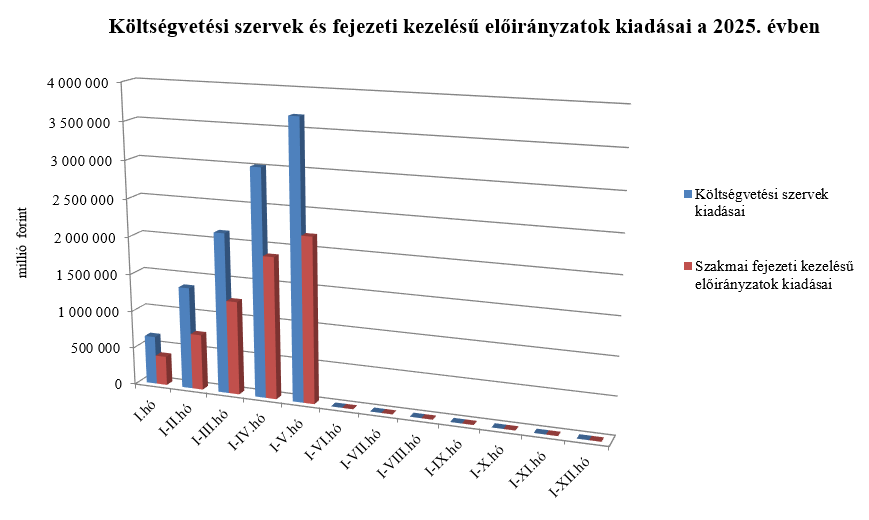 Költségvetési szervek és fejezeti kezelésű előirányzatok kiadásai a 2025. évben
4 000 000
3 500 000
3 000 000
2 500 000
2 000 000
1 500 000
1 000 000
500 000
0
millió forint
I.hó
I-II.hó
I-III.hó
I-IV.hó
I-V.hó
I-VI.hó
I-VII.hó
I-VIII.hó
I-IX.hó
I-X.hó
I-XI.hó
I-XII.hó
Költségvetési szervek
kiadásai
Szakmai fejezeti kezelésű
előirányzatok kiadásai